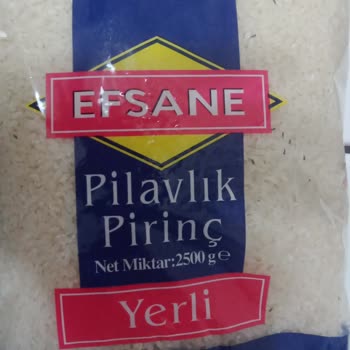 EFSANE
Pilavlık
Pirinç
Net Miktar:2500 g ℮
Yerli